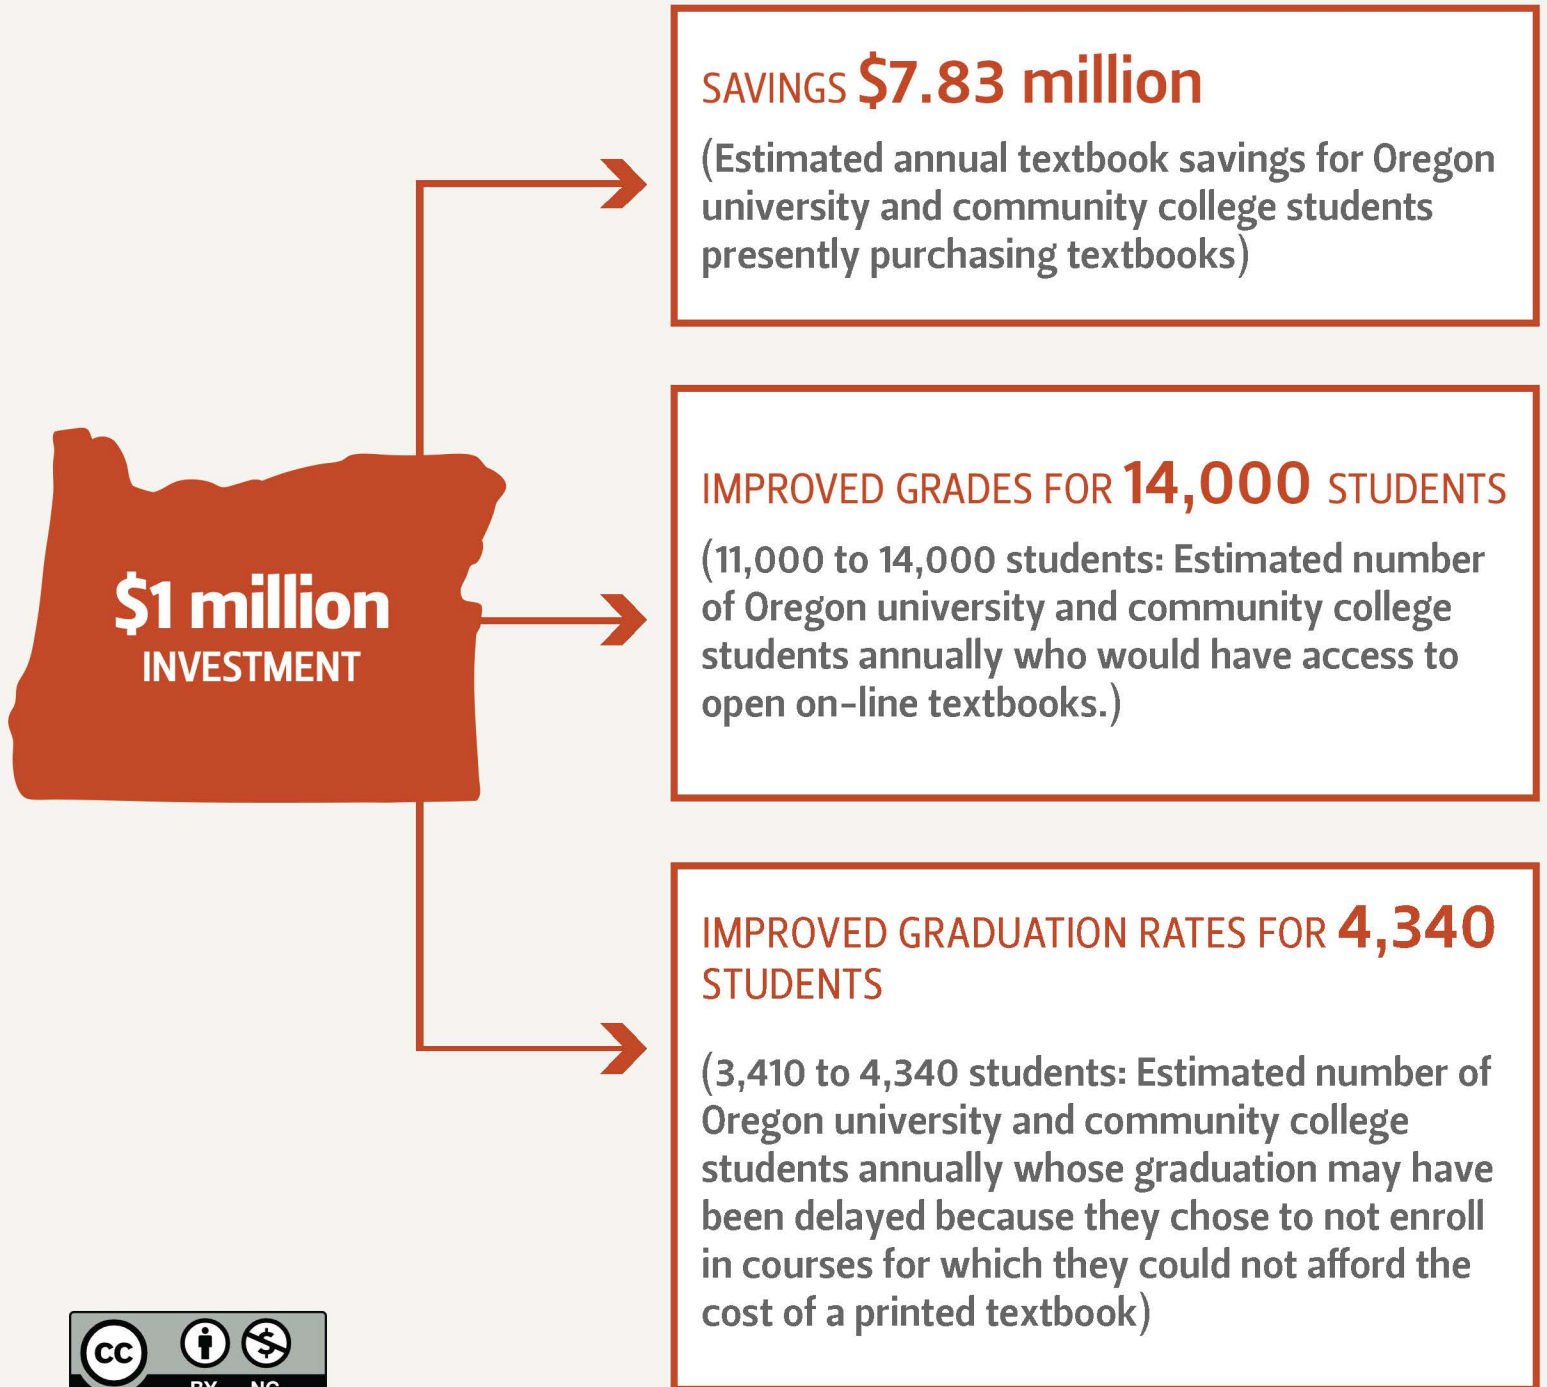 SAVINGS $7.83 million
(Estimated annual textbook savings for Oregon
university and community college students
presently purchasing textbooks)
$1 million
INVESTMENT
IMPROVED GRADES FOR 14,000 STUDENTS
(11,000 to 14,000 students: Estimated number
of Oregon university and community college
students annually who would have access to
open on-line textbooks.)
IMPROVED GRADUATION RATES FOR 4,340
STUDENTS
(3,410 to 4,340 students: Estimated number of
Oregon university and community college
students annually whose graduation may have
been delayed because they chose to not enroll
in courses for which they could not afford the
cost of a printed textbook)
cc
BY NC